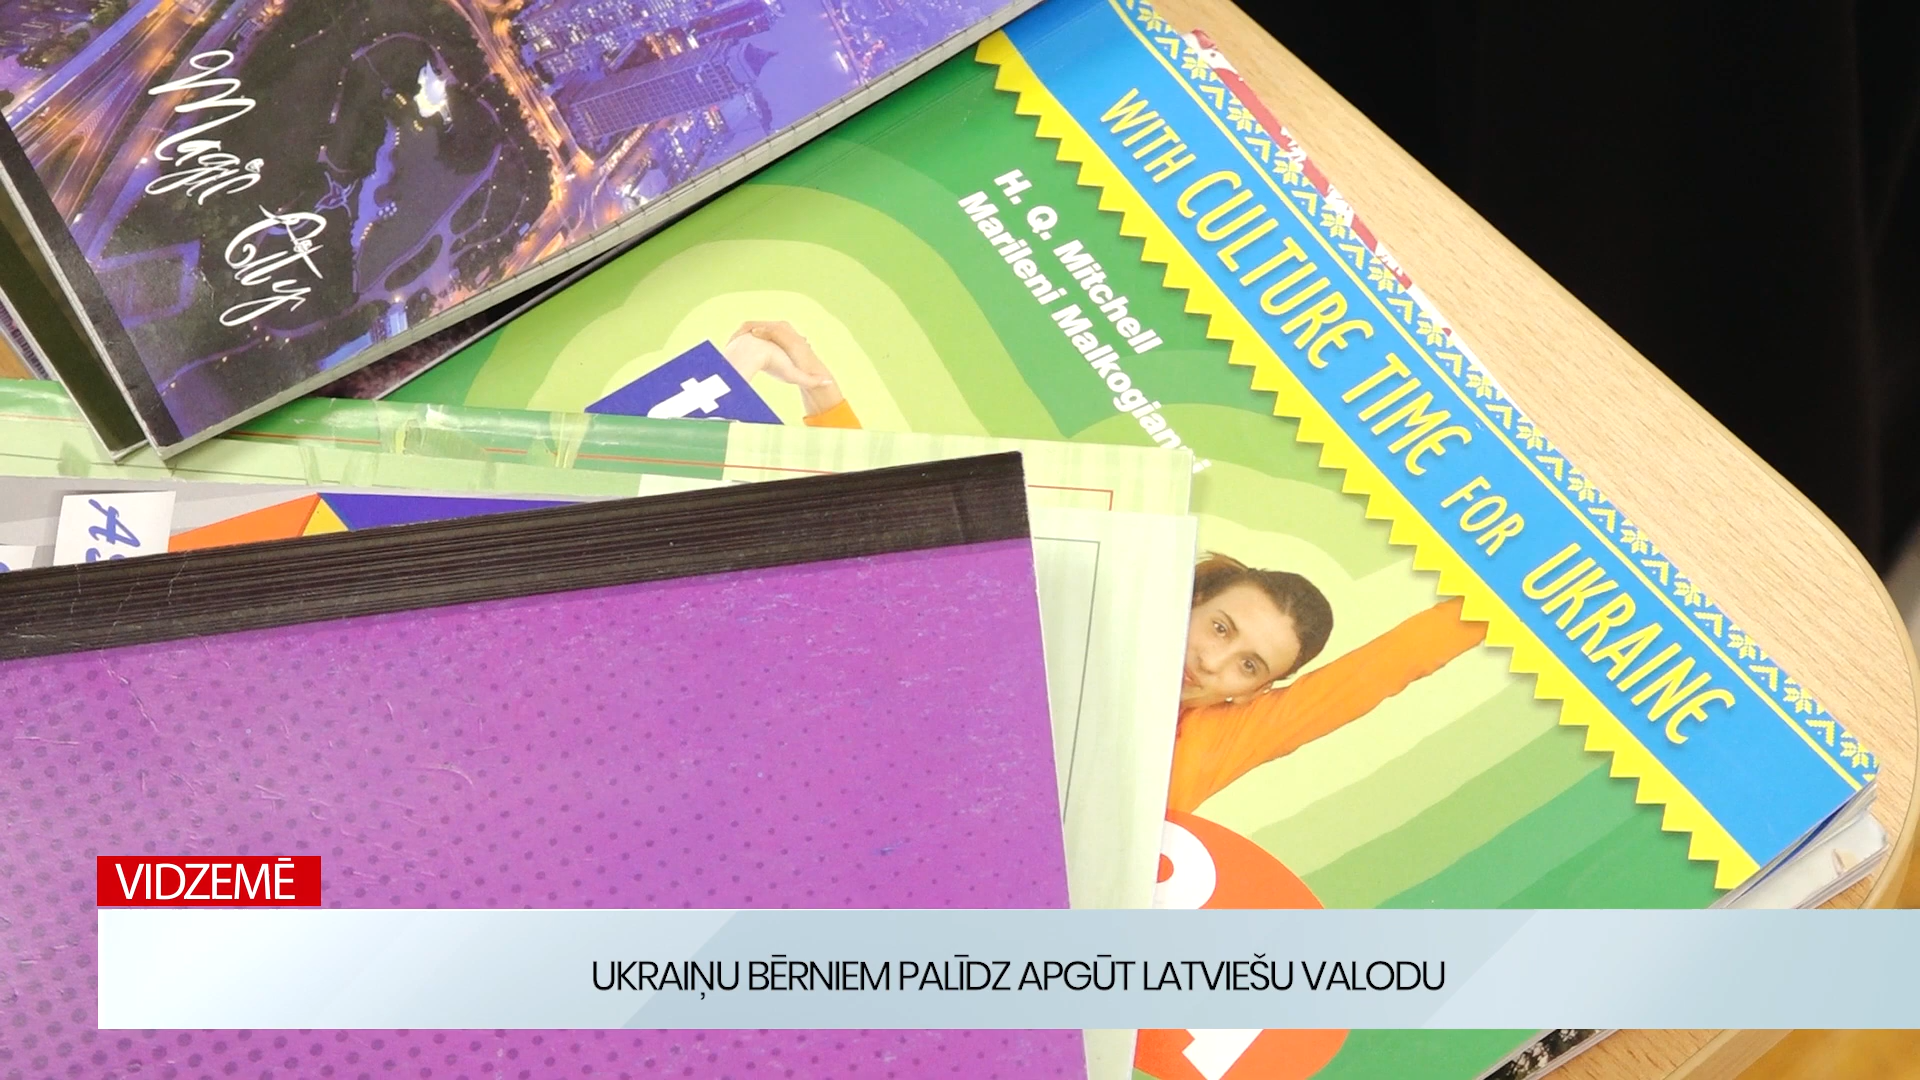 Magic City
WITH CULTURE TIME FOR UKRAINE
H. Q. Mitchell
Marileni Malkogianni
t
VIDZEMĒ
UKRAIŅU BĒRNIEM PALĪDZ APGŪT LATVIEŠU VALODU